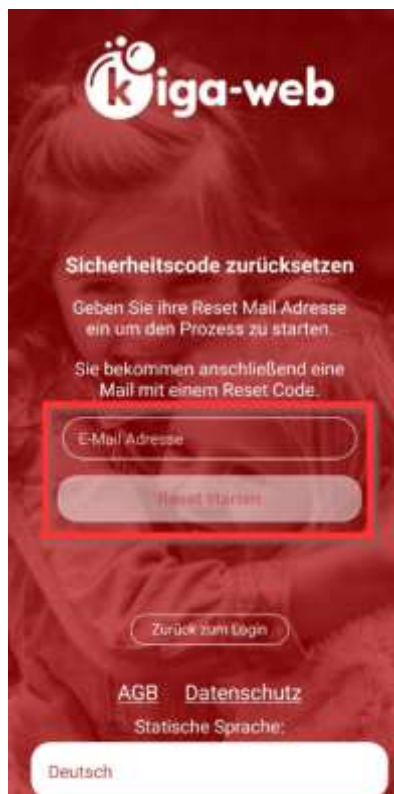 kiga-web
Sicherheitscode zurücksetzen
Geben Sie ihre Reset Mail Adresse
ein um den Prozess zu starten.
Sie bekommen anschließend eine
Mail mit einem Reset Code.
E-Mail Adresse
Reset starten
Zurück zum Login
AGB Datenschutz
Statische Sprache:
Deutsch